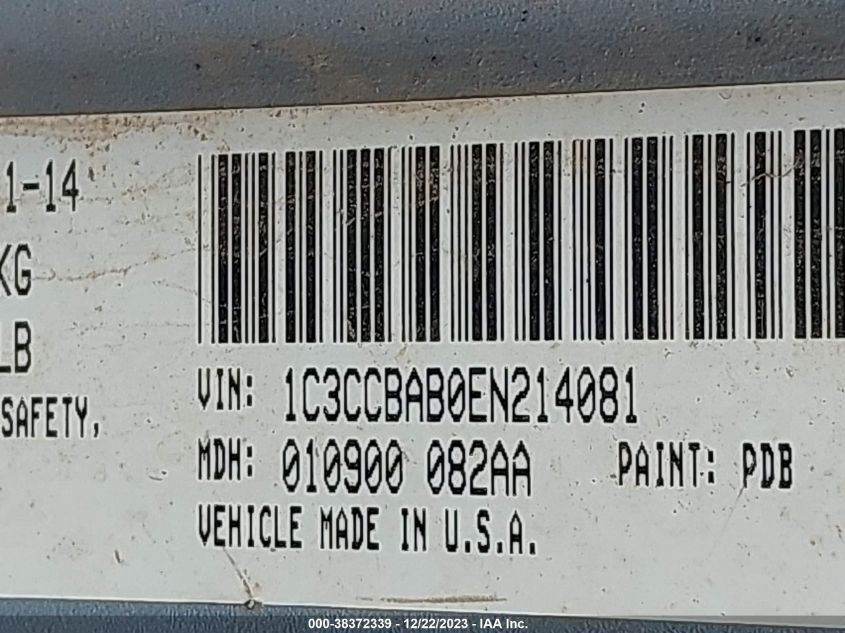 1-14
KG
LB
SAFETY,
VIN: 1C3CCBAB0EN214081
MDH: 010900 082AA PAINT: PDB
VEHICLE MADE IN U.S.A.
000-38372339 - 12/22/2023 - IAA Inc.